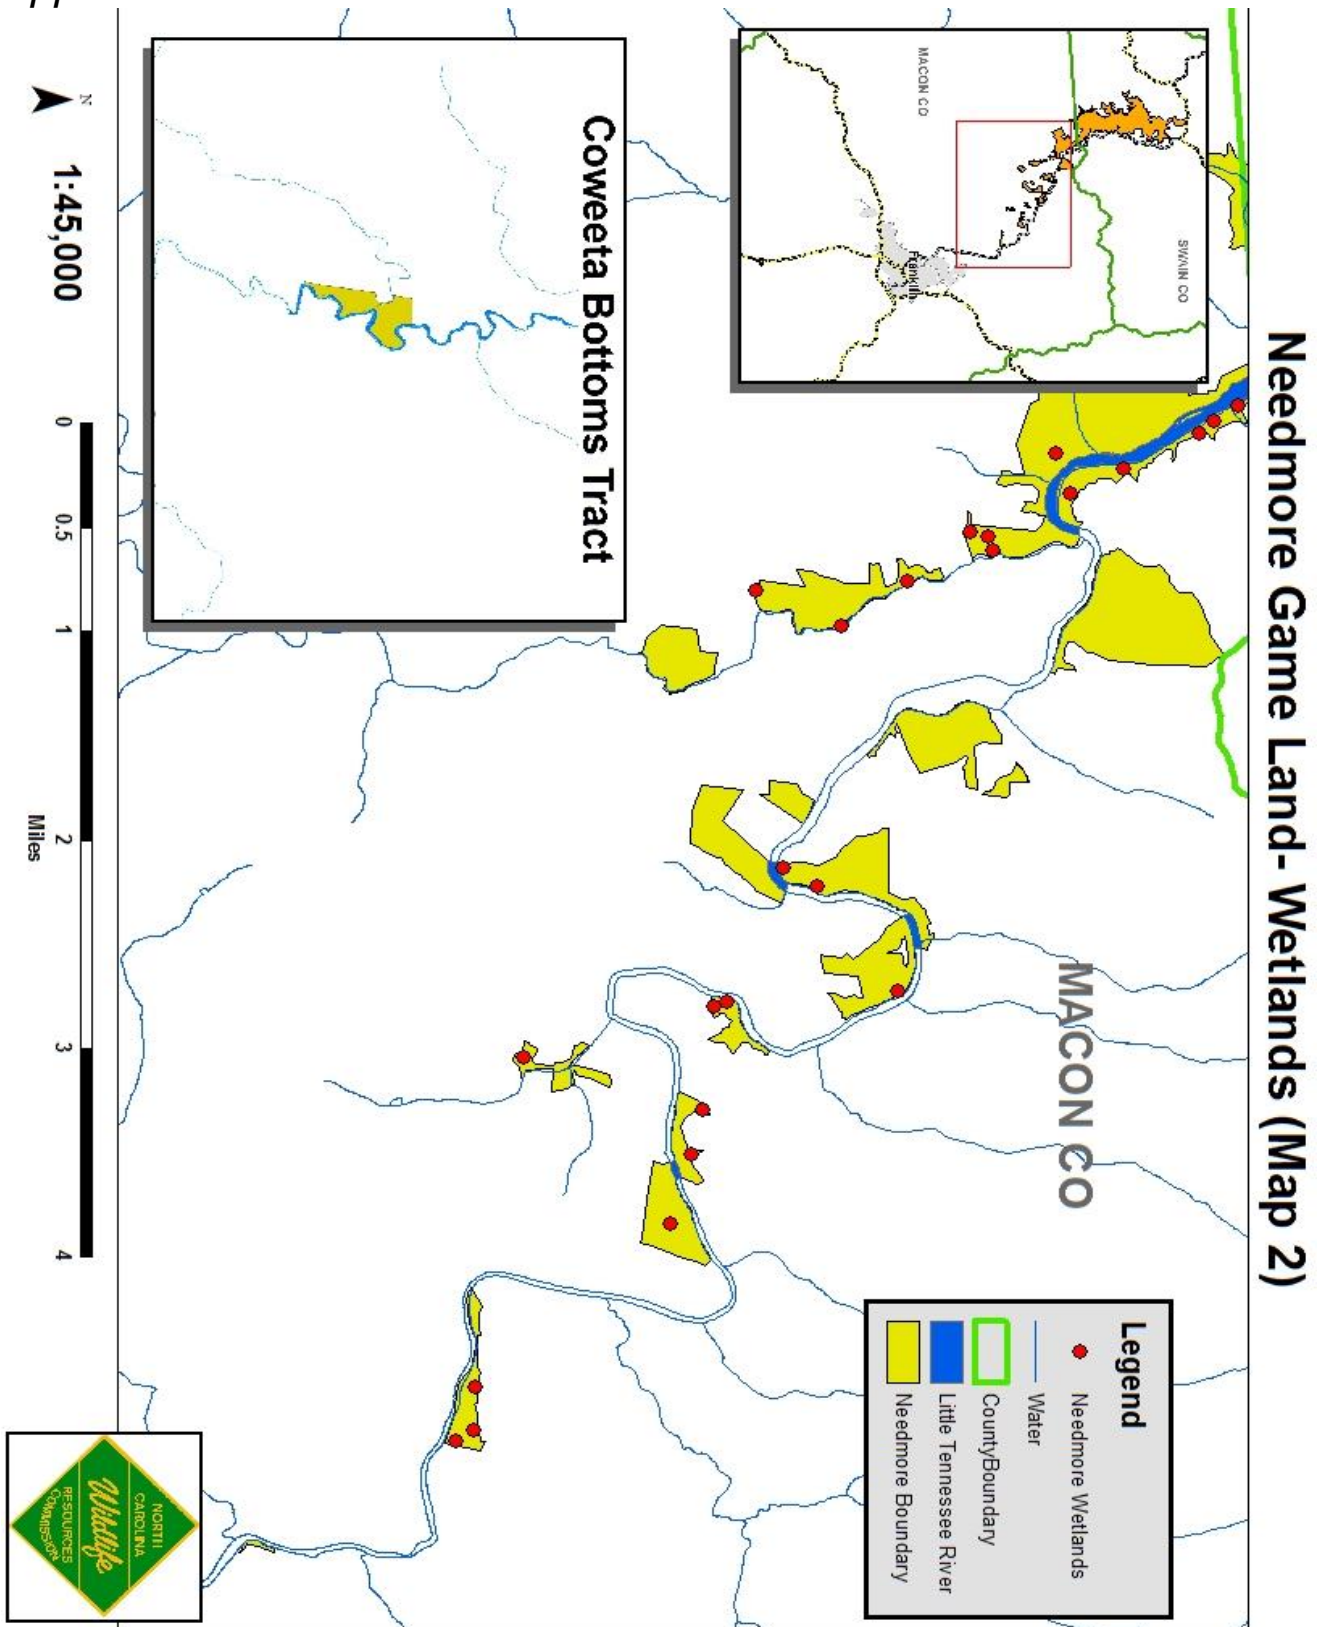 Needmore Game Land- Wetlands (Map 2)
MACON CO
SWAIN CO
Franklin
MACON CO
Legend
Needmore Wetlands
Water
CountyBoundary
Little Tennessee River
Needmore Boundary
Coweeta Bottoms Tract
N
1:45,000
0 0.5 1 2 3 4
Miles
NORTH
CAROLINA
Wildlife
RESOURCES
COMMISSION